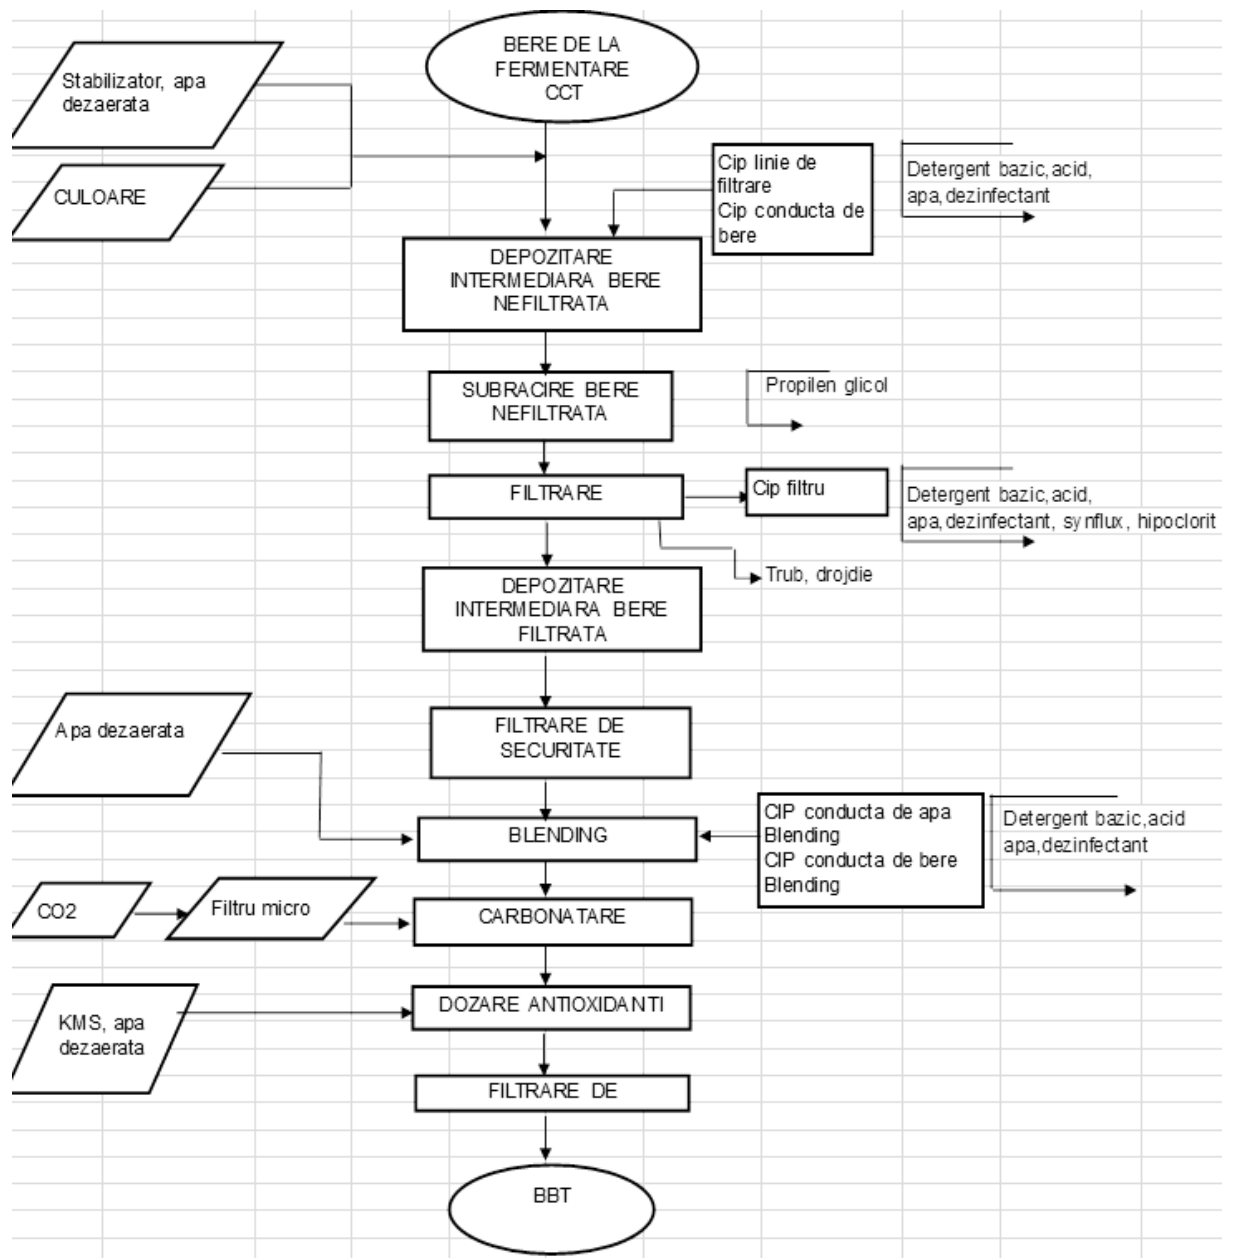 BERE DE LA
FERMENTARE
CCT
Stabilizator, apa
dezaerata
CULOARE
Cip linie de
filtrare
Cip conducta de
bere
Detergent bazic,acid,
apa,dezinfectant
DEPOZITARE
INTERMEDIARA BERE
NEFILTRATA
SUBRACIRE BERE
NEFILTRATA
Propilen glicol
FILTRARE
Cip filtru
Detergent bazic,acid,
apa,dezinfectant, synflux, hipoclorit
Trub, drojdie
DEPOZITARE
INTERMEDIARA BERE
FILTRATA
FILTRARE DE
SECURITATE
Apa dezaerata
BLENDING
CIP conducta de apa
Blending
CIP conducta de bere
Blending
Detergent bazic,acid
apa,dezinfectant
CO2
Filtru micro
CARBONATARE
KMS, apa
dezaerata
DOZARE ANTIOXIDANTI
FILTRARE DE
BBT